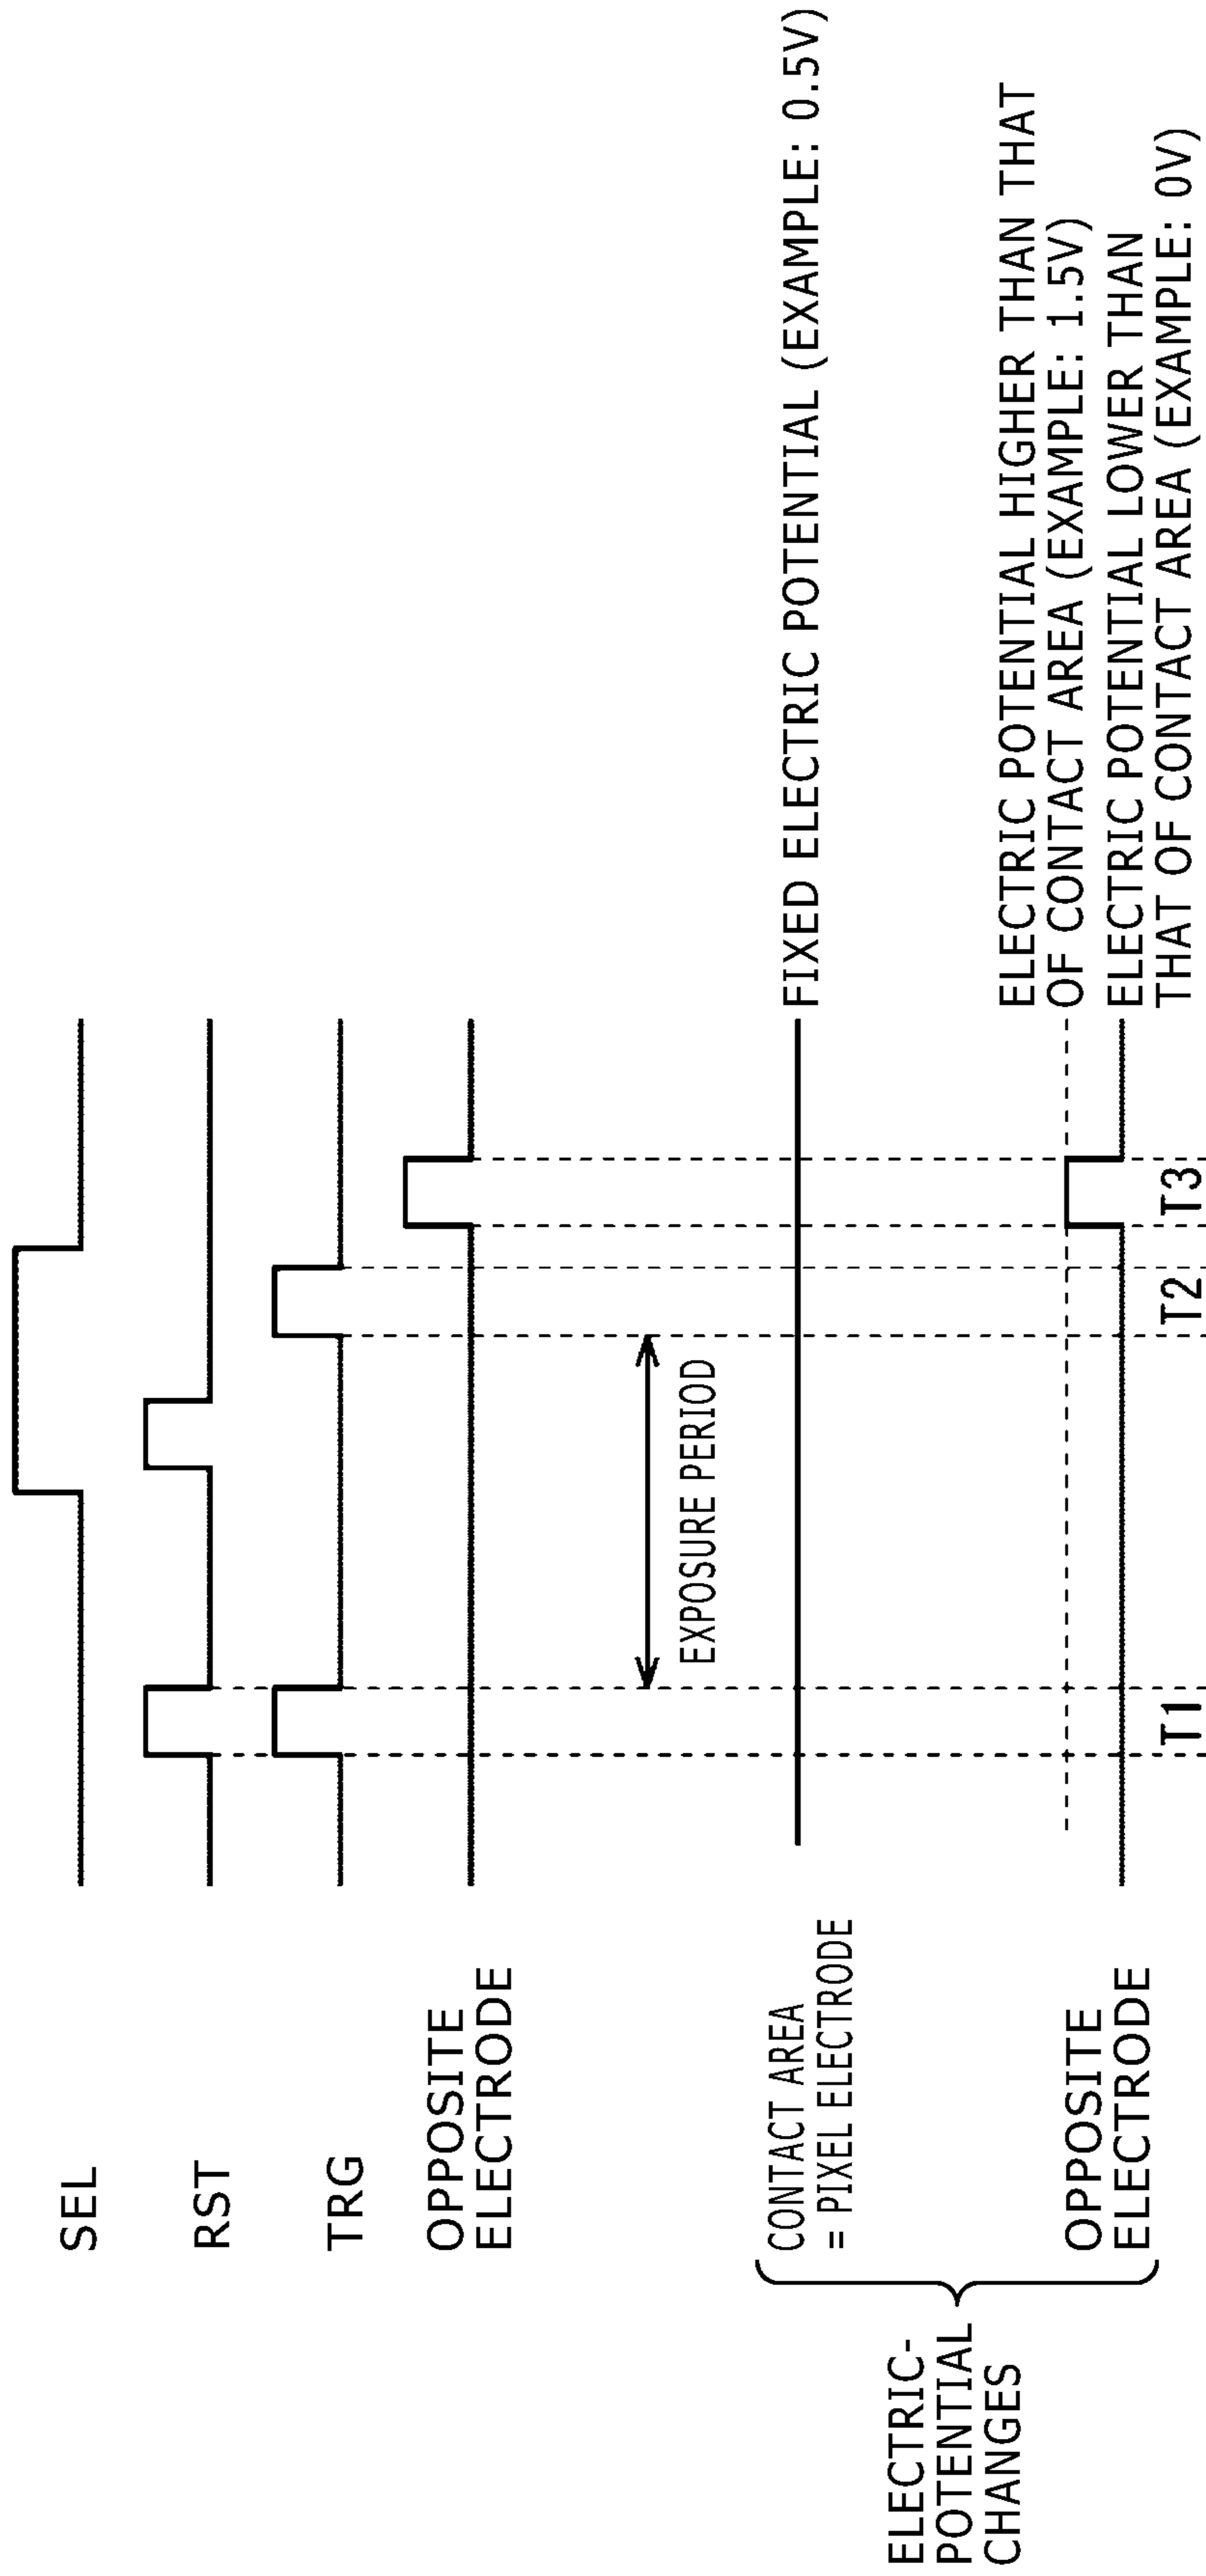 SEL
RST
TRG
OPPOSITE
ELECTRODE
EXPOSURE PERIOD
ELECTRIC-
POTENTIAL
CHANGES
CONTACT AREA
= PIXEL ELECTRODE
FIXED ELECTRIC POTENTIAL (EXAMPLE: 0.5V)
OPPOSITE
ELECTRODE
ELECTRIC POTENTIAL HIGHER THAN THAT
OF CONTACT AREA (EXAMPLE: 1.5V)
ELECTRIC POTENTIAL LOWER THAN
THAT OF CONTACT AREA (EXAMPLE: 0V)
T1
T2
T3